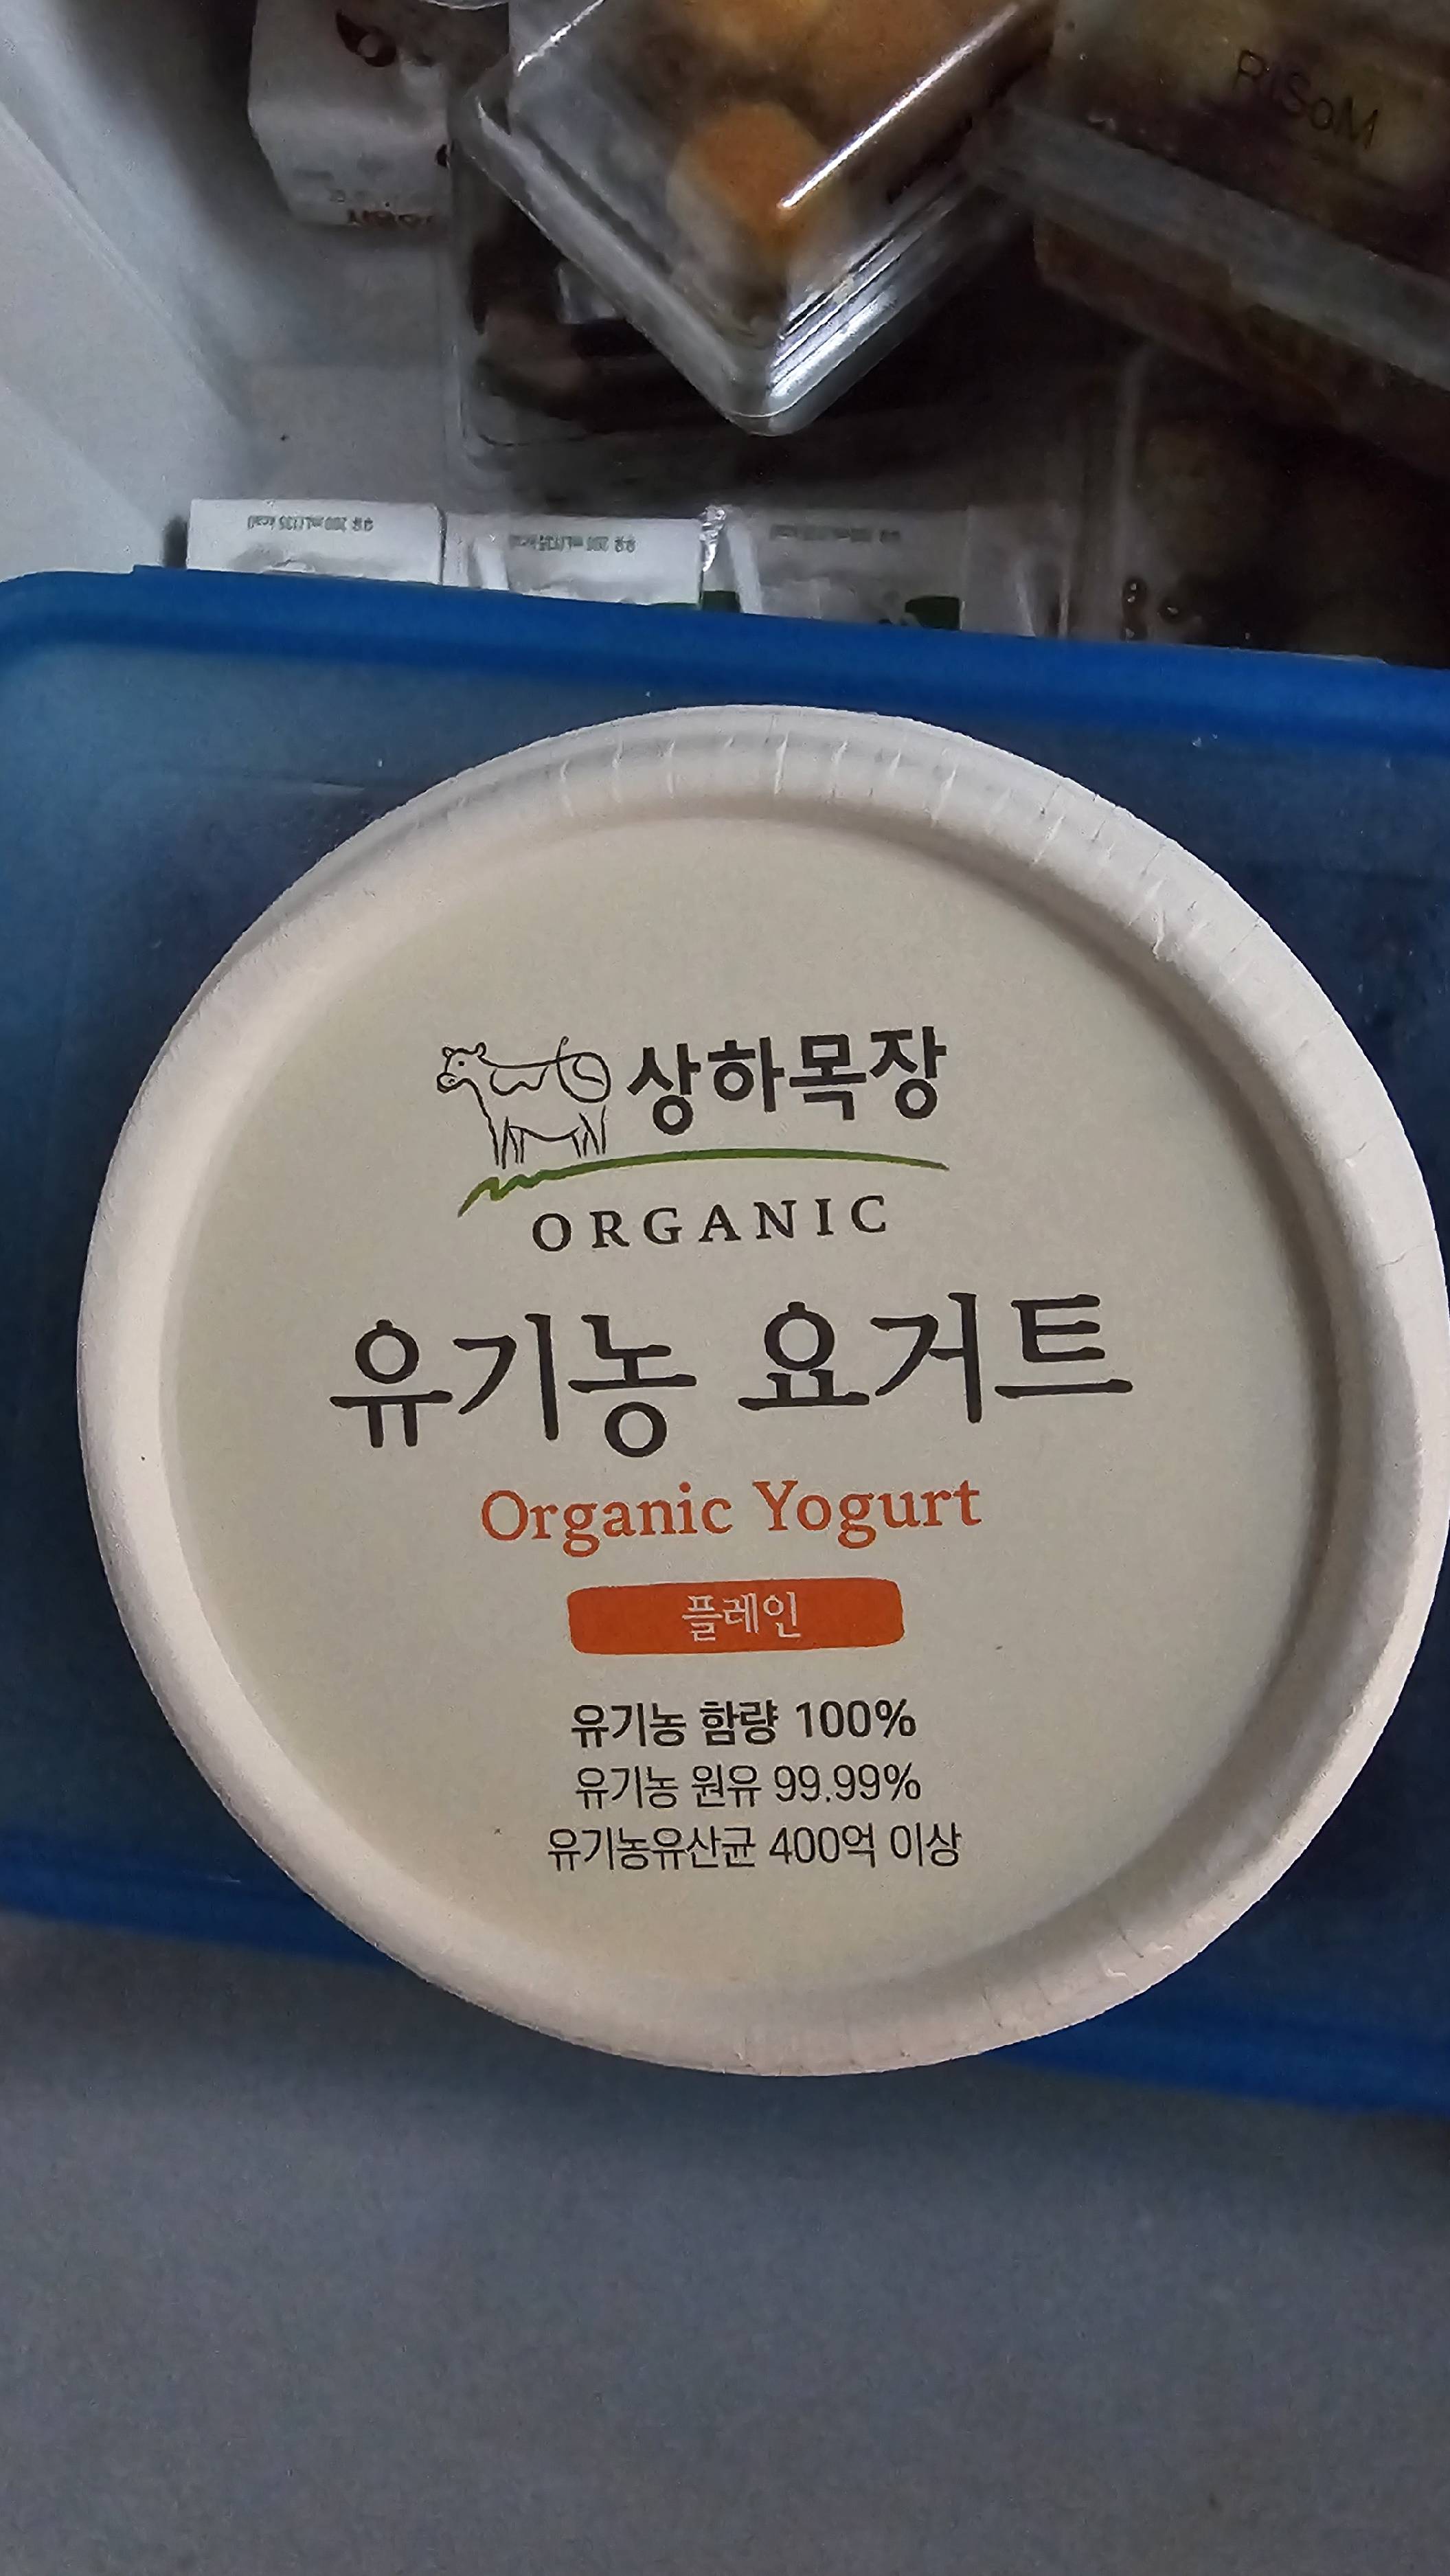 RiSoM
상하목장
ORGANIC
유기농 요거트
Organic Yogurt
플레인
유기농 함량 100%
유기농 원유 99.99%
유기농유산균 400억 이상